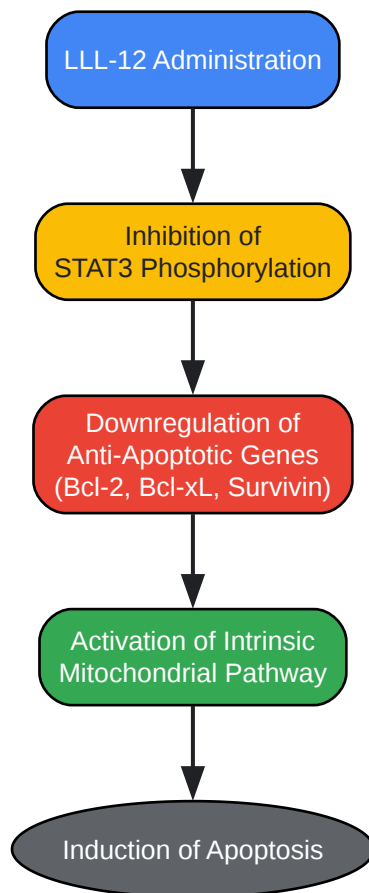 LLL-12 Administration
Inhibition of
STAT3 Phosphorylation
Downregulation of
Anti-Apoptotic Genes
(Bcl-2, Bcl-xL, Survivin)
Activation of Intrinsic
Mitochondrial Pathway
Induction of Apoptosis